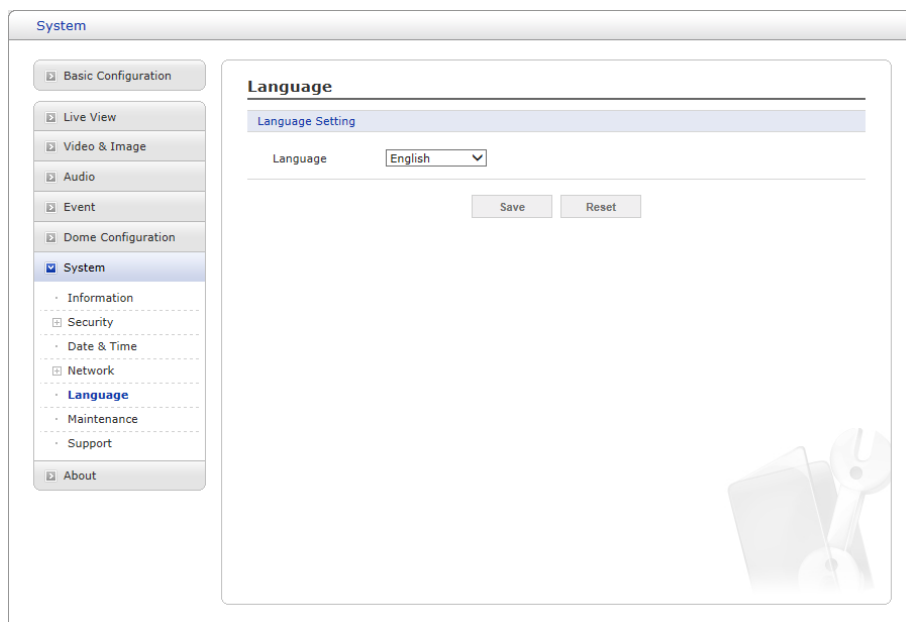 System
Basic Configuration
Live View
Video & Image
Audio
Event
Dome Configuration
System
Information
Security
Date & Time
Network
Language
Maintenance
Support
About
Language
Language Setting
Language English
Save Reset